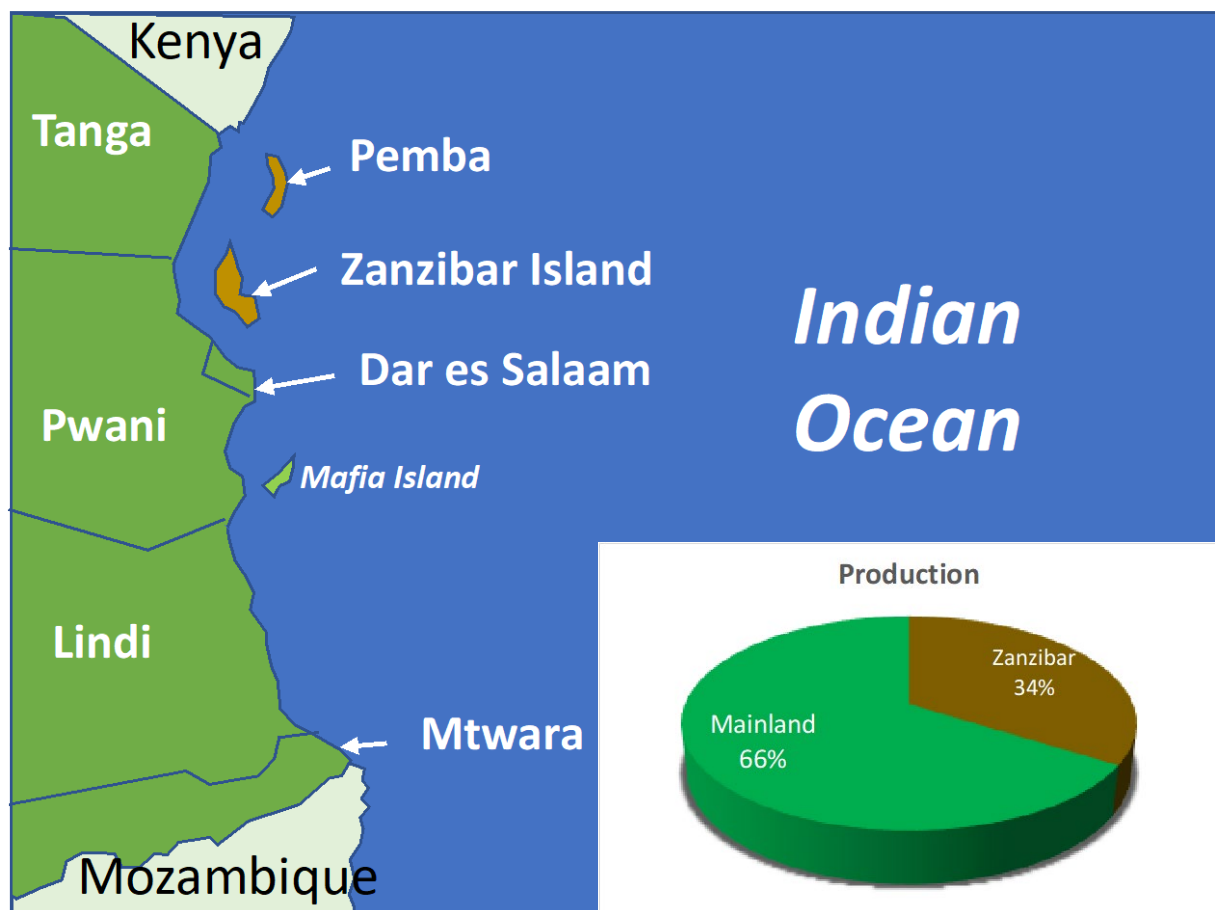 Kenya
Tanga
Pemba
Zanzibar Island
Indian
Ocean
Dar es Salaam
Pwani
Mafia Island
Lindi
Mtwara
Mozambique
Production
Zanzibar
34%
Mainland
66%